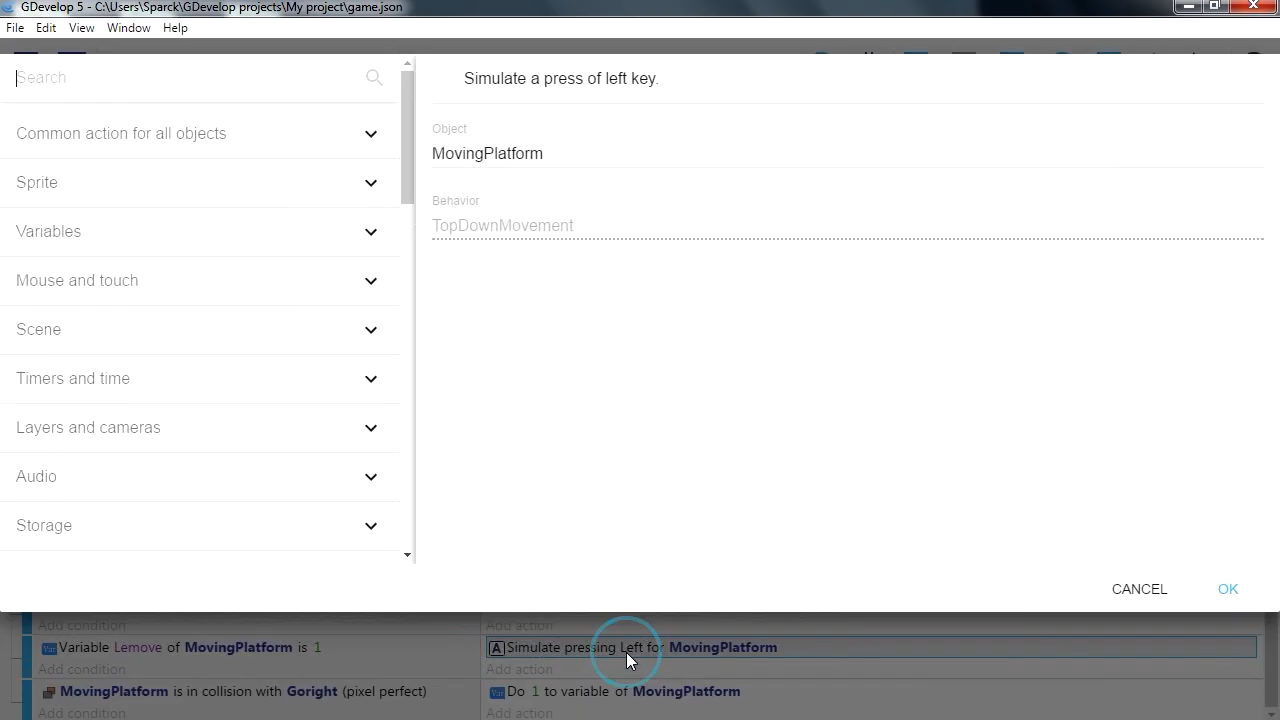 GDevelop 5 - C:\Users\Sparck\GDevelop projects\My project\game.json
File Edit View Window Help
Search
Common action for all objects
Sprite
Variables
Mouse and touch
Scene
Timers and time
Layers and cameras
Audio
Storage
Simulate a press of left key.
Object
MovingPlatform
Behavior
TopDownMovement
CANCEL OK
Add condition Add action
Var Variable Lemove of MovingPlatform is 1 A Simulate pressing Left for MovingPlatform
Add condition Add action
MovingPlatform is in collision with Goright (pixel perfect) Var Do 1 to variable of MovingPlatform
Add condition Add action